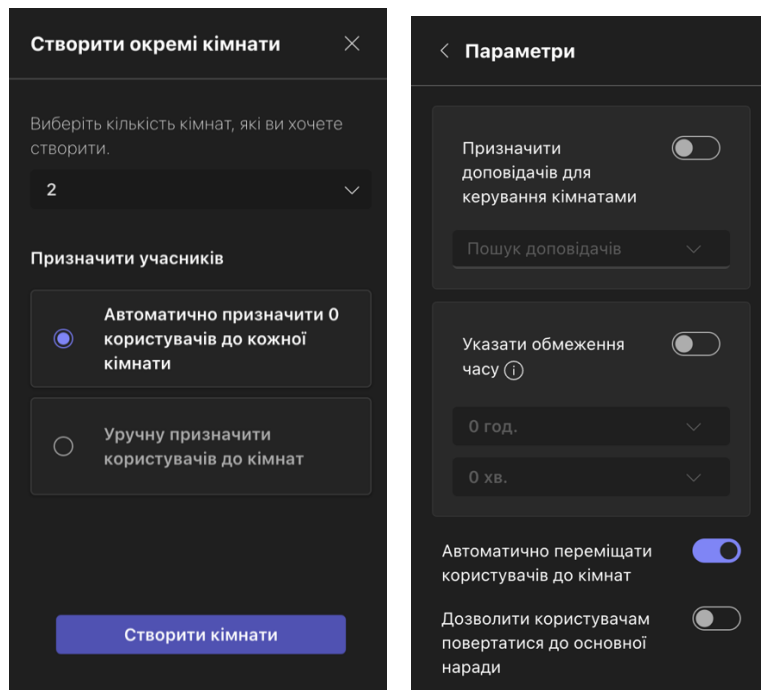 Створити окремі кімнати
Виберіть кількість кімнат, які ви хочете
створити.
2
Призначити учасників
Автоматично призначити 0
користувачів до кожної
кімнати
Уручну призначити
користувачів до кімнат
Створити кімнати
Параметри
Призначити
доповідачів для
керування кімнатами
Пошук доповідачів
Указати обмеження
часу
0 год.
0 хв.
Автоматично переміщати
користувачів до кімнат
Дозволити користувачам
повертатися до основної
наради